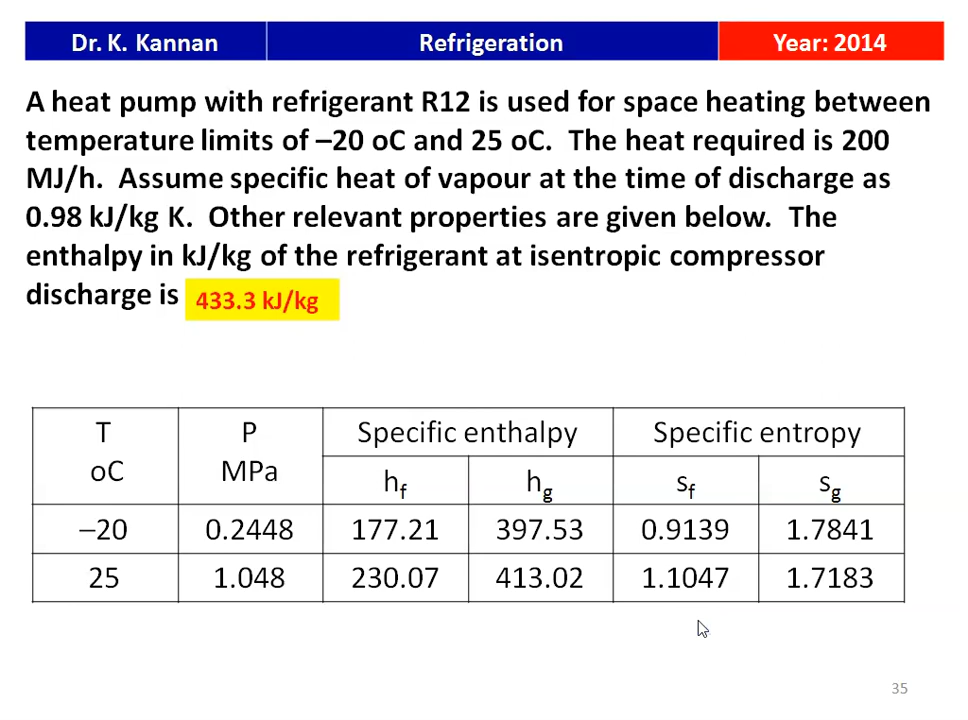 Dr. K. Kannan Refrigeration Year: 2014
A heat pump with refrigerant R12 is used for space heating between
temperature limits of –20 oC and 25 oC. The heat required is 200
MJ/h. Assume specific heat of vapour at the time of discharge as
0.98 kJ/kg K. Other relevant properties are given below. The
enthalpy in kJ/kg of the refrigerant at isentropic compressor
discharge is 433.3 kJ/kg
T P Specific enthalpy Specific entropy
oC MPa hf hg sf sg
–20 0.2448 177.21 397.53 0.9139 1.7841
25 1.048 230.07 413.02 1.1047 1.7183
35